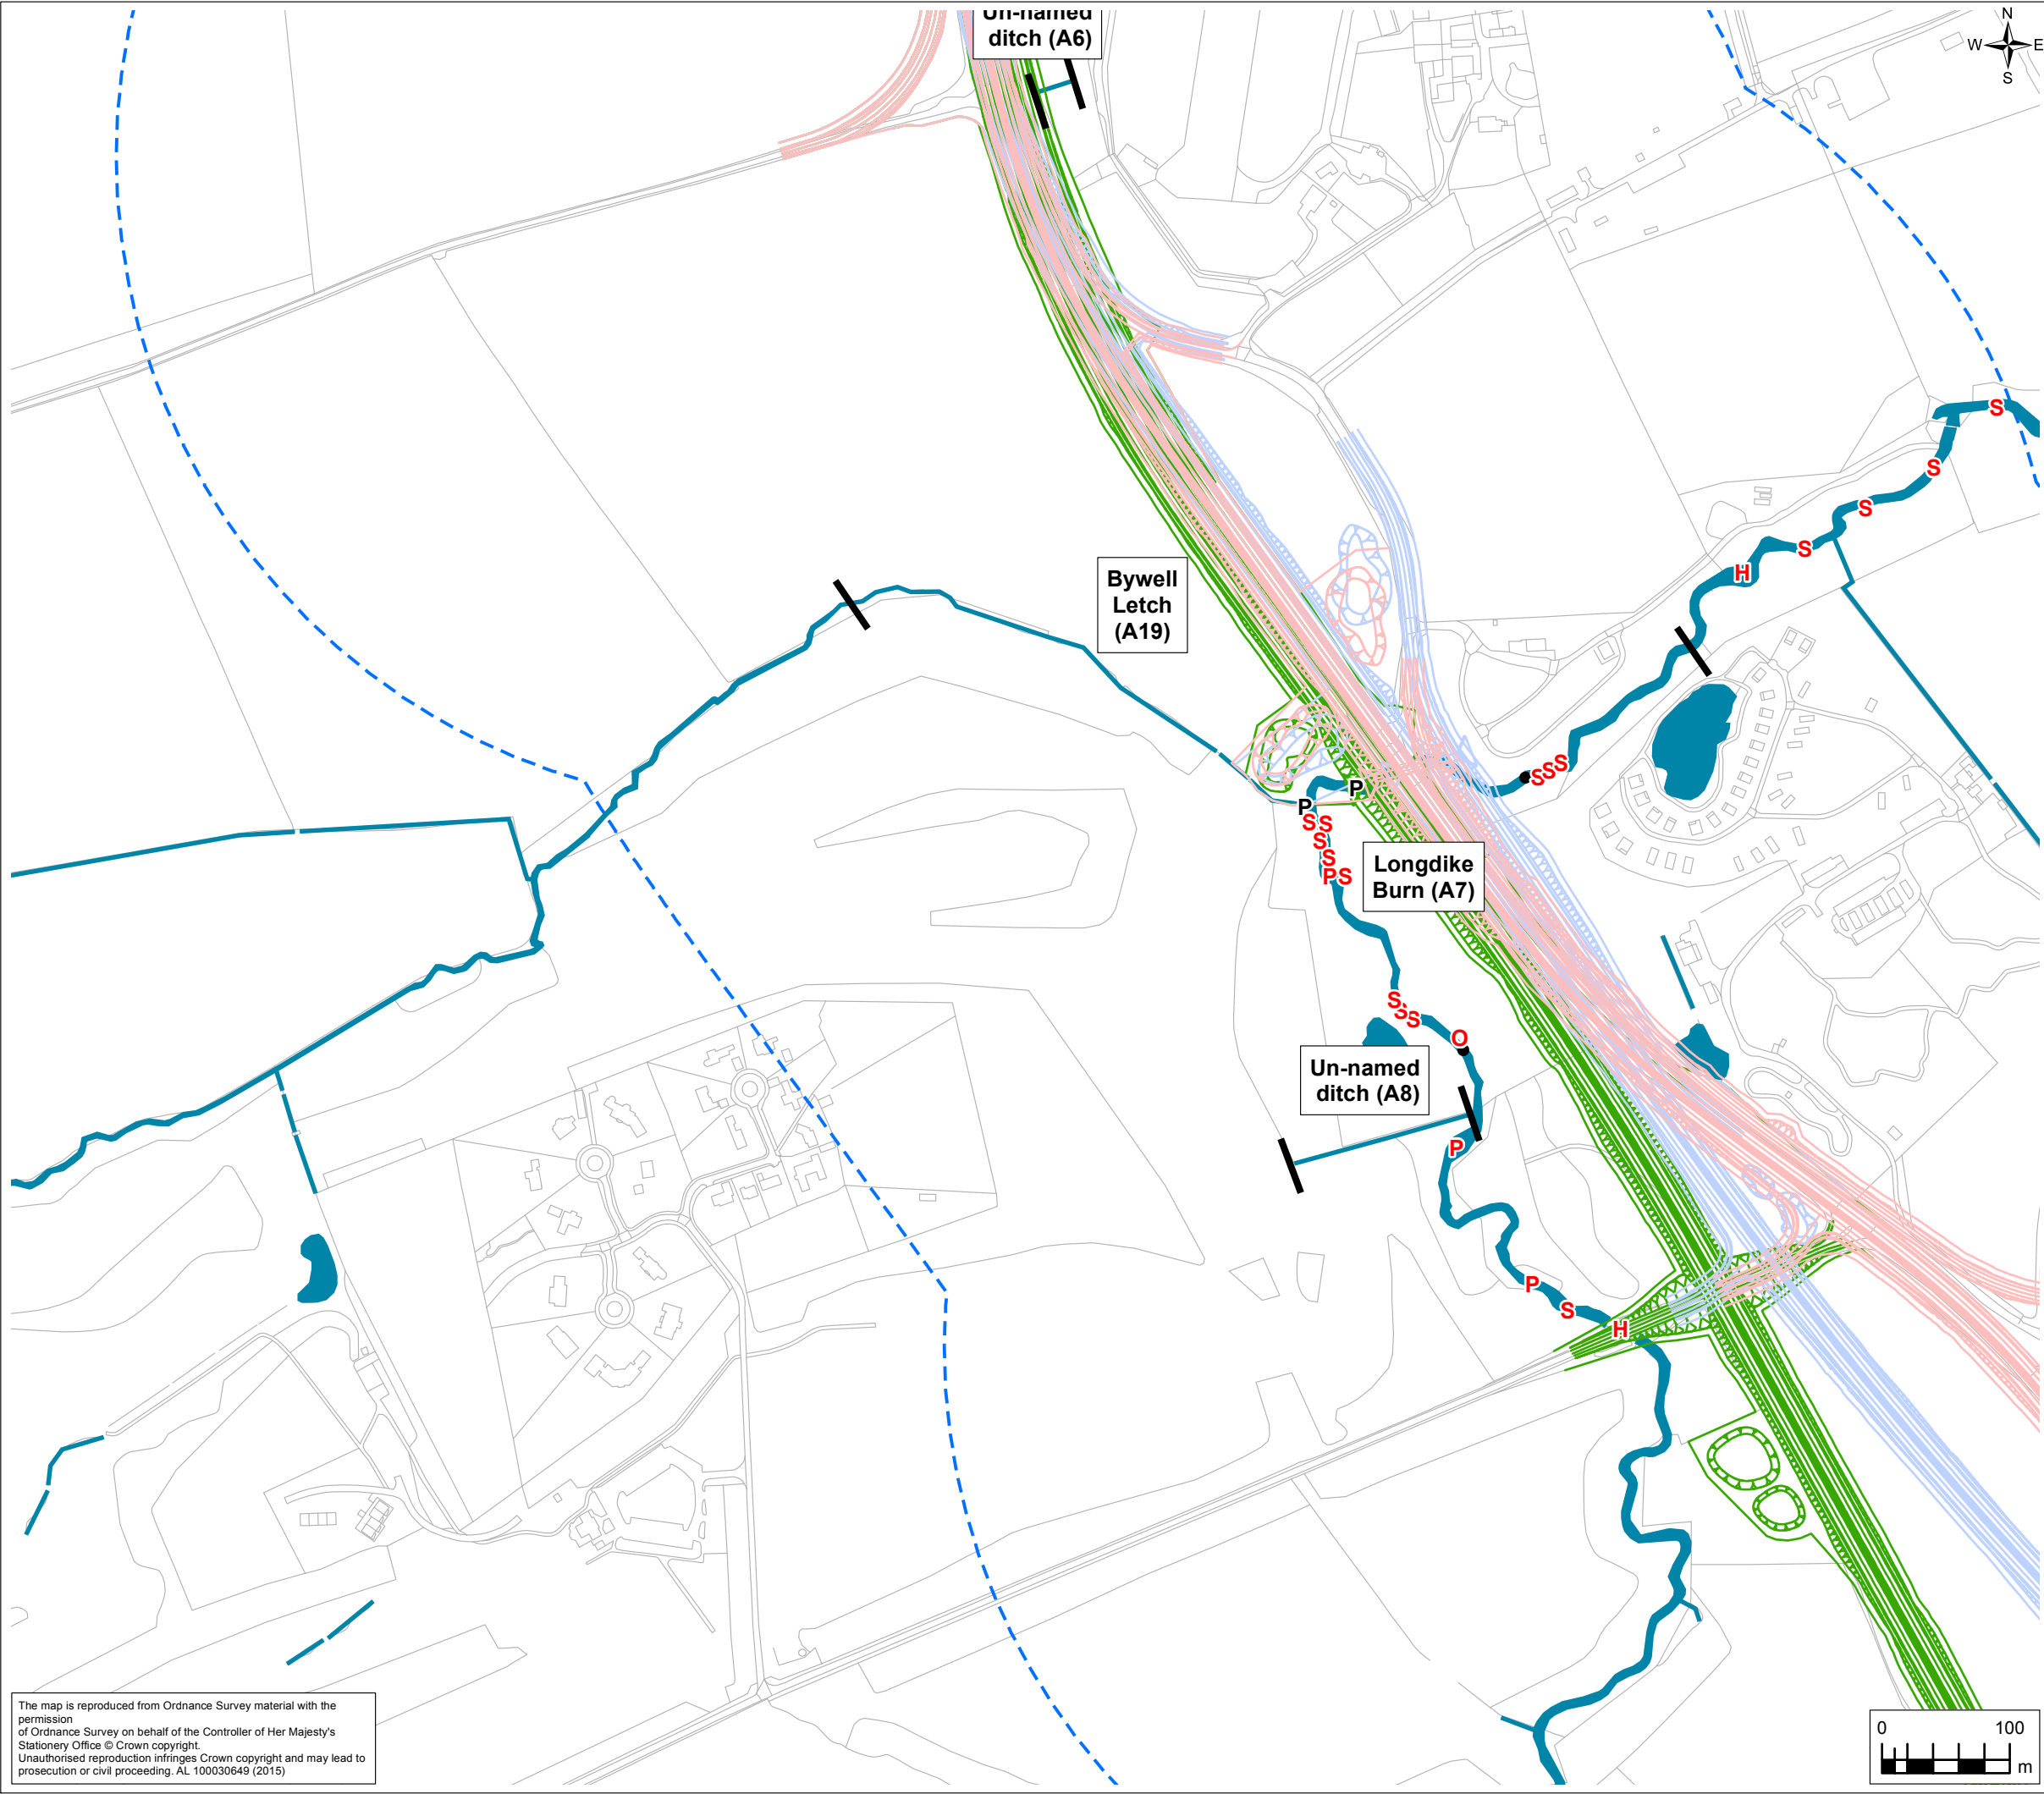 Un-named
ditch (A6)
N
W E
S
S
S
S
S
H
Bywell
Letch
(A19)
S S S
P
P
S S
S
S
P S
Longdike
Burn (A7)
S
S
S
O
Un-named
ditch (A8)
P
P
S
H
The map is reproduced from Ordnance Survey material with the
permission
of Ordnance Survey on behalf of the Controller of Her Majesty's
Stationery Office © Crown copyright.
Unauthorised reproduction infringes Crown copyright and may lead to
prosecution or civil proceeding. AL 100030649 (2015)
0 100
m